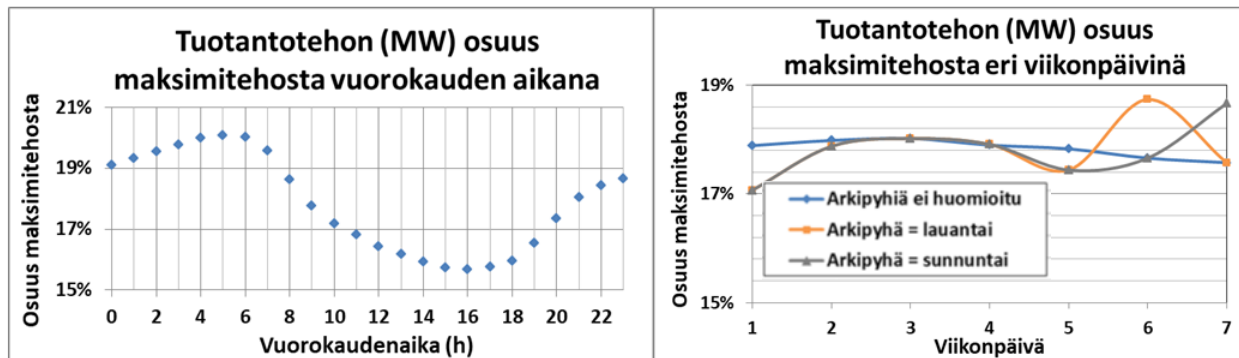 Tuotantotehon (MW) osuus
maksimitehosta vuorokauden aikana
Osuus maksimitehosta
21%
19%
17%
15%
0 2 4 6 8 10 12 14 16 18 20 22
Vuorokaudenaika (h)
Tuotantotehon (MW) osuus
maksimitehosta eri viikonpäivinä
Osuus maksimitehosta
19%
17%
15%
Arkipyhiä ei huomioitu
Arkipyhä = lauantai
Arkipyhä = sunnuntai
1 2 3 4 5 6 7
Viikonpäivä